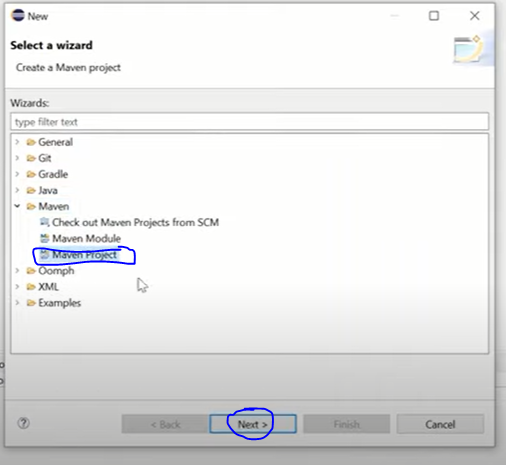 New
Select a wizard
Create a Maven project
Wizards:
type filter text
General
Git
Gradle
Java
Maven
Check out Maven Projects from SCM
Maven Module
Maven Project
Oomph
XML
Examples
< Back Next > Finish Cancel